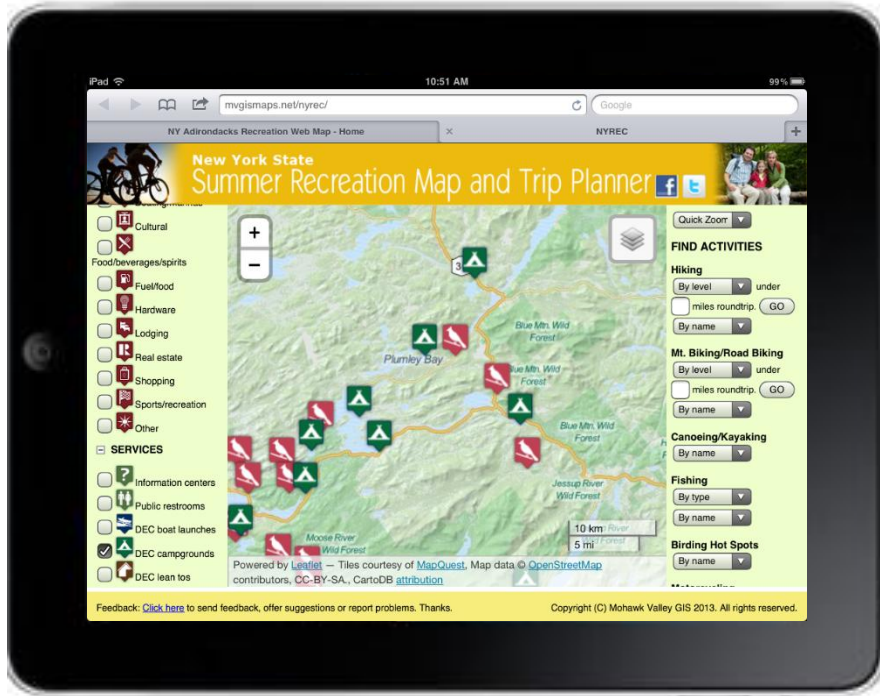 iPad
10:51 AM
99%
mvgismaps.net/nyrec/
Google
NY Adirondacks Recreation Web Map - Home
NYREC
New York State
Summer Recreation Map and Trip Planner
Cultural
Food/beverages/spirits
Fuel/food
Hardware
Lodging
Real estate
Shopping
Sports/recreation
Other
SERVICES
Information centers
Public restrooms
DEC boat launches
DEC campgrounds
DEC lean tos
+
−
3
Blue Mtn. Wild
Forest
Plumley Bay
Blue Mtn. Wild
Forest
Blue Mtn. Wild
Forest
Jessup River
Wild Forest
Moose River
Wild Forest
10 km
5 mi
Powered by Leaflet — Tiles courtesy of MapQuest, Map data © OpenStreetMap
contributors, CC-BY-SA., CartoDB attribution
Quick Zoom
FIND ACTIVITIES
Hiking
By level under
miles roundtrip. GO
By name
Mt. Biking/Road Biking
By level under
miles roundtrip. GO
By name
Canoeing/Kayaking
By name
Fishing
By type
By name
Birding Hot Spots
By name
Feedback: Click here to send feedback, offer suggestions or report problems. Thanks.
Copyright (C) Mohawk Valley GIS 2013. All rights reserved.